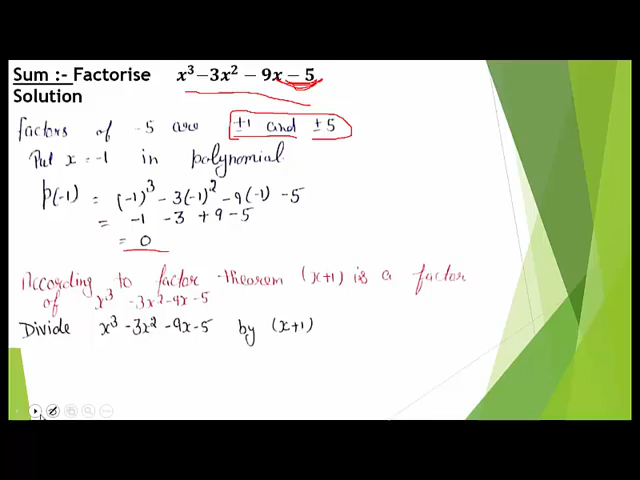 Sum :- Factorise x³−3x² − 9x − 5
Solution
factors of -5 are ±1 and ±5
Put x = -1 in polynomial.
p(-1) = (-1)³ - 3(-1)² - 9(-1) - 5
= -1 -3 + 9 - 5
= 0
According to factor theorem (x+1) is a factor
of x³ -3x² - 9x - 5
Divide x³ - 3x² - 9x - 5 by (x+1)